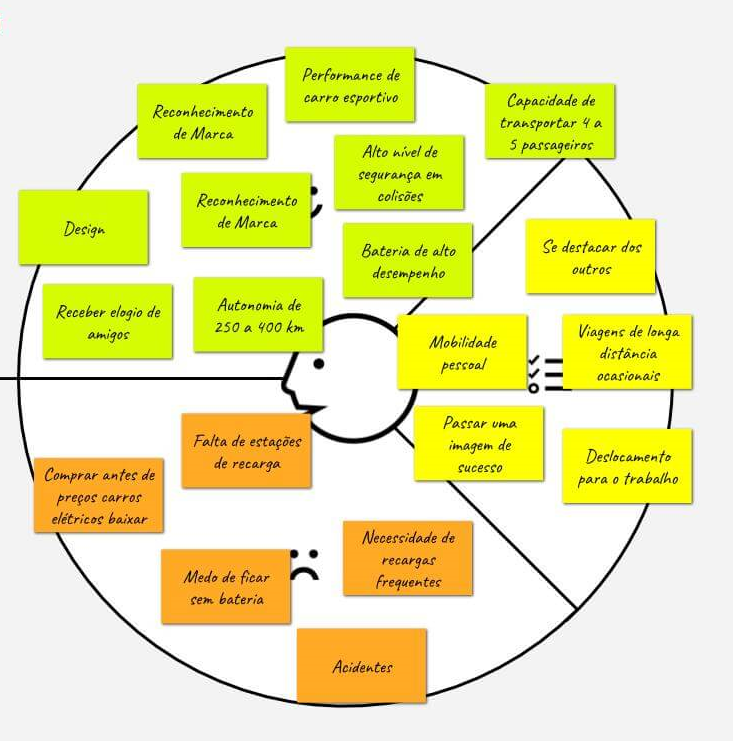 Performance de
carro esportivo
Reconhecimento
de Marca
Capacidade de
transportar 4 a
5 passageiros
Alto nível de
segurança em
colisões
Reconhecimento
de Marca
Design
Bateria de alto
desempenho
Se destacar dos
outros
Receber elogio de
amigos
Autonomia de
250 a 400 km
Mobilidade
pessoal
Viagens de longa
distância
ocasionais
Passar uma
imagem de
sucesso
Deslocamento
para o trabalho
Falta de estações
de recarga
Comprar antes de
preços carros
elétricos baixar
Necessidade de
recargas
frequentes
Medo de ficar
sem bateria
Acidentes